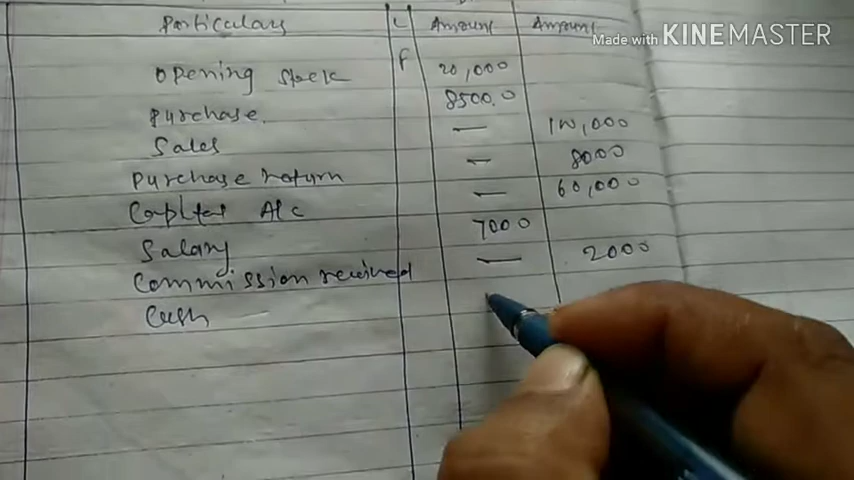 Particulars L Amount Amount
Made with KINEMASTER
Opening Stock F 20,000
Purchase. 8500.0
Sales — 100,000
Purchase return — 8000
Capital A/c — 60,000
Salary 7000
Commission received — 2000
Cash